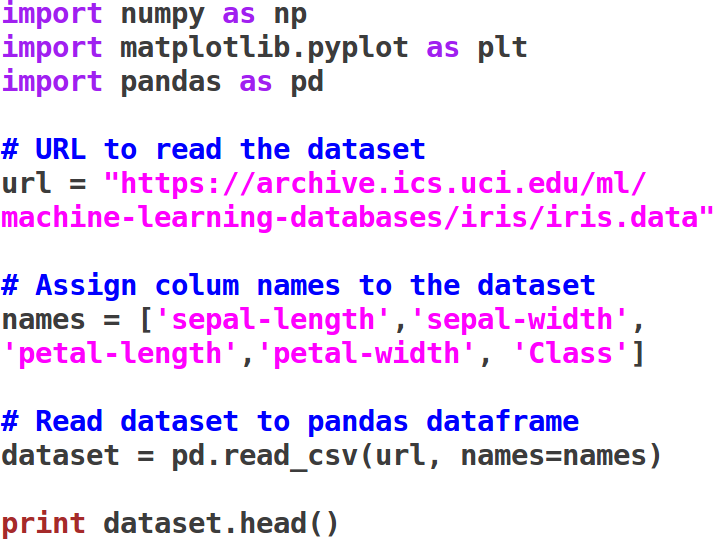 import numpy as np
import matplotlib.pyplot as plt
import pandas as pd
# URL to read the dataset
url = "https://archive.ics.uci.edu/ml/
machine-learning-databases/iris/iris.data"
# Assign colum names to the dataset
names = ['sepal-length','sepal-width',
'petal-length','petal-width', 'Class']
# Read dataset to pandas dataframe
dataset = pd.read_csv(url, names=names)
print dataset.head()